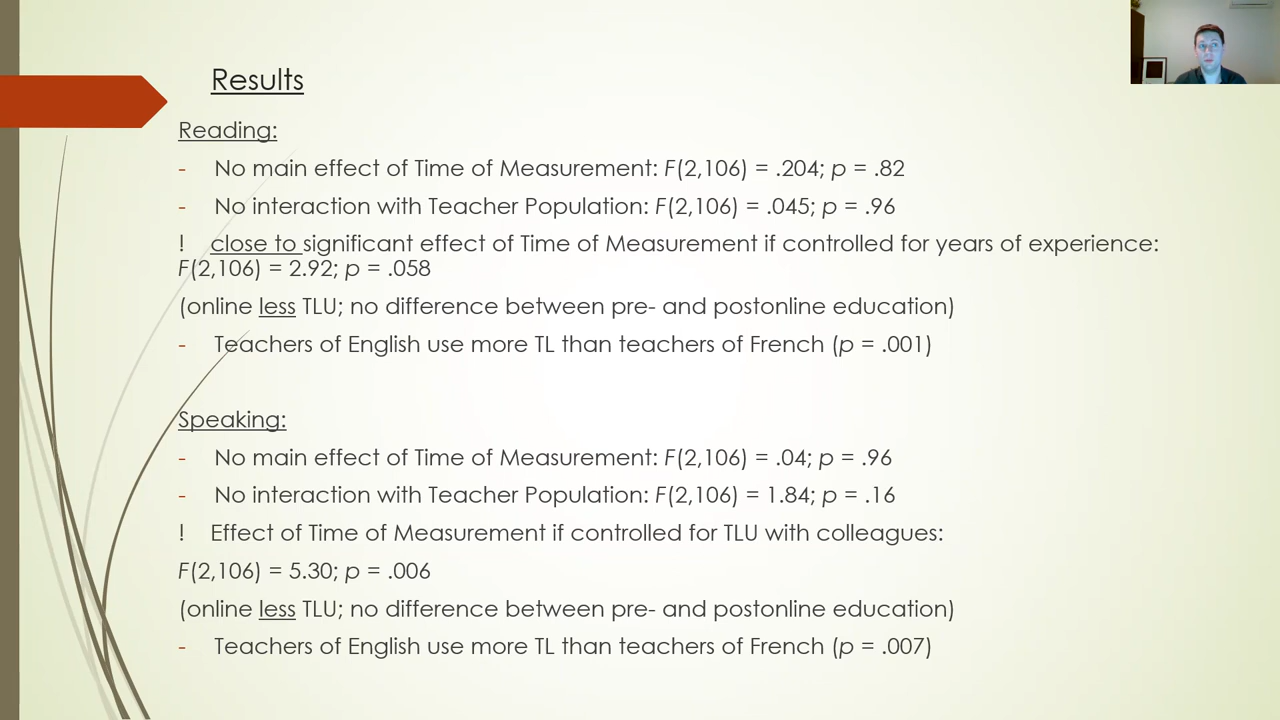 Results
Reading:
- No main effect of Time of Measurement: F(2,106) = .204; p = .82
- No interaction with Teacher Population: F(2,106) = .045; p = .96
! close to significant effect of Time of Measurement if controlled for years of experience:
F(2,106) = 2.92; p = .058
(online less TLU; no difference between pre- and postonline education)
- Teachers of English use more TL than teachers of French (p = .001)
Speaking:
- No main effect of Time of Measurement: F(2,106) = .04; p = .96
- No interaction with Teacher Population: F(2,106) = 1.84; p = .16
! Effect of Time of Measurement if controlled for TLU with colleagues:
F(2,106) = 5.30; p = .006
(online less TLU; no difference between pre- and postonline education)
- Teachers of English use more TL than teachers of French (p = .007)